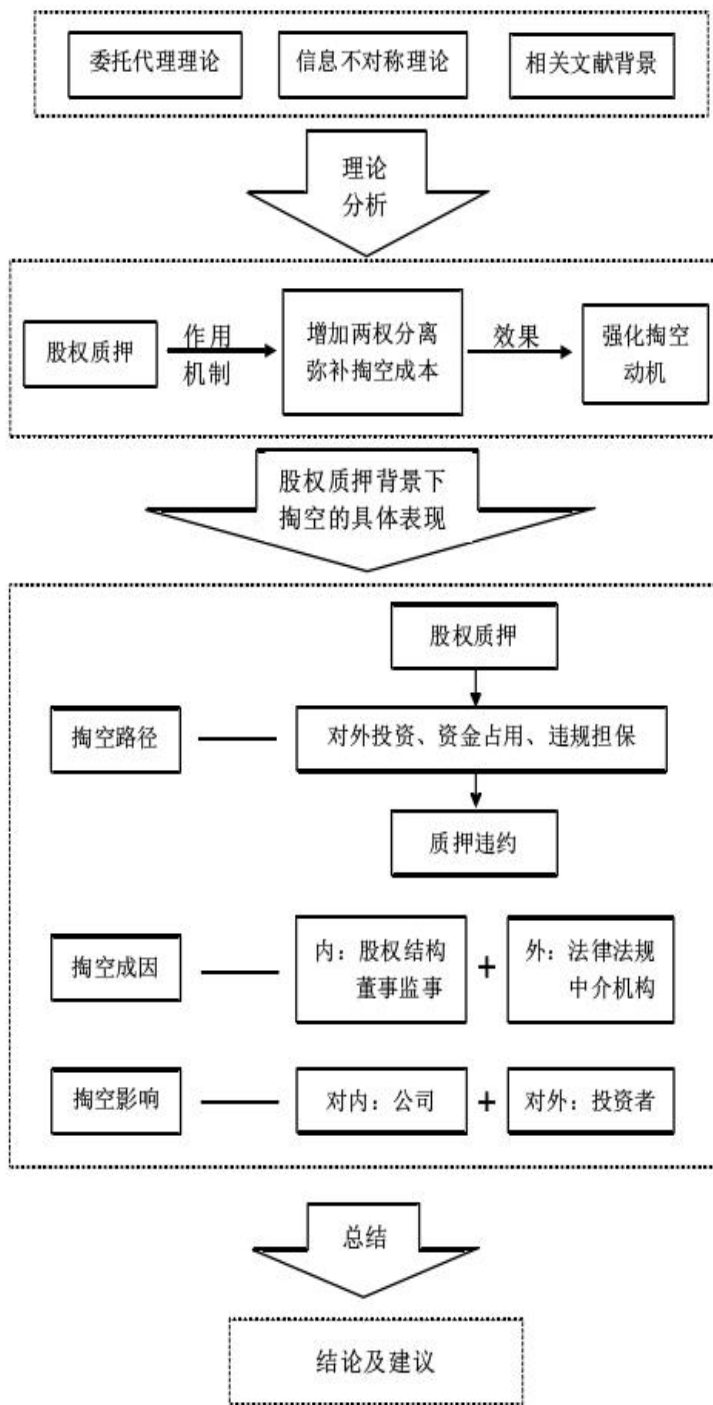 委托代理理论
信息不对称理论
相关文献背景
理论
分析
股权质押
作用
机制
增加两权分离
弥补掏空成本
效果
强化掏空
动机
股权质押背景下
掏空的具体表现
股权质押
掏空路径
对外投资、资金占用、违规担保
质押违约
掏空成因
内：股权结构
董事监事
+
外：法律法规
中介机构
掏空影响
对内：公司
+
对外：投资者
总结
结论及建议